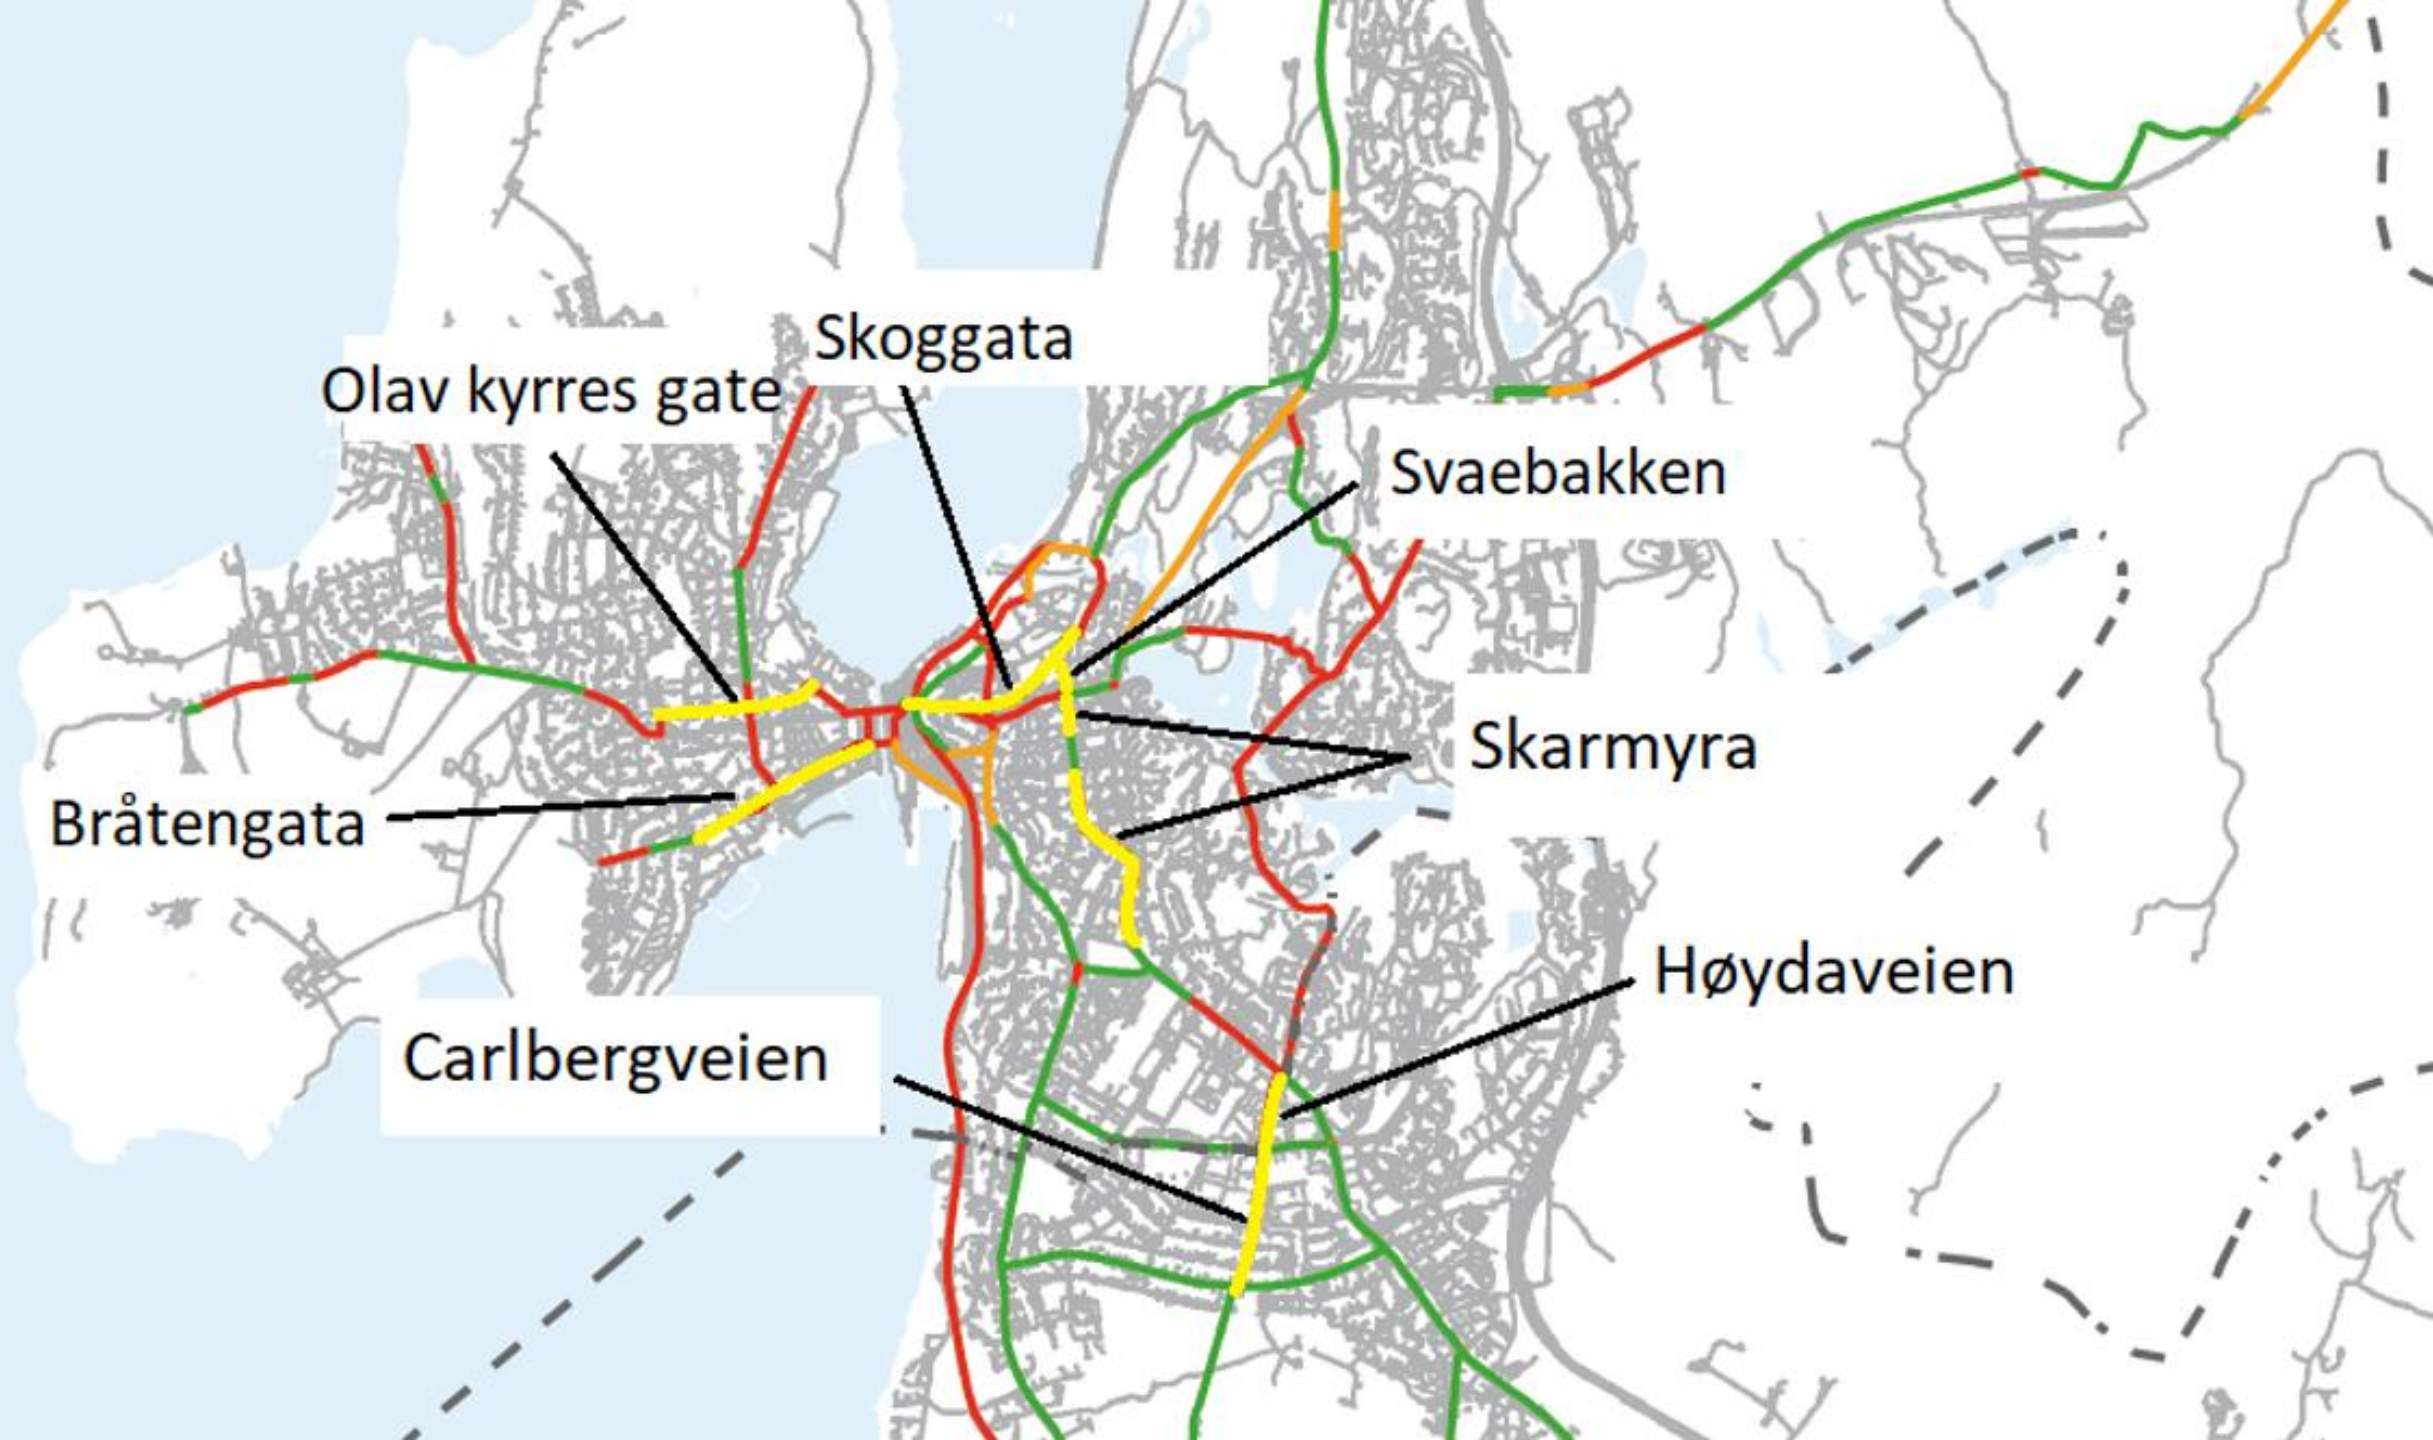 Skoggata
Olav kyrres gate
Svaebakken
Skarmyra
Bråtengata
Høydaveien
Carlbergveien